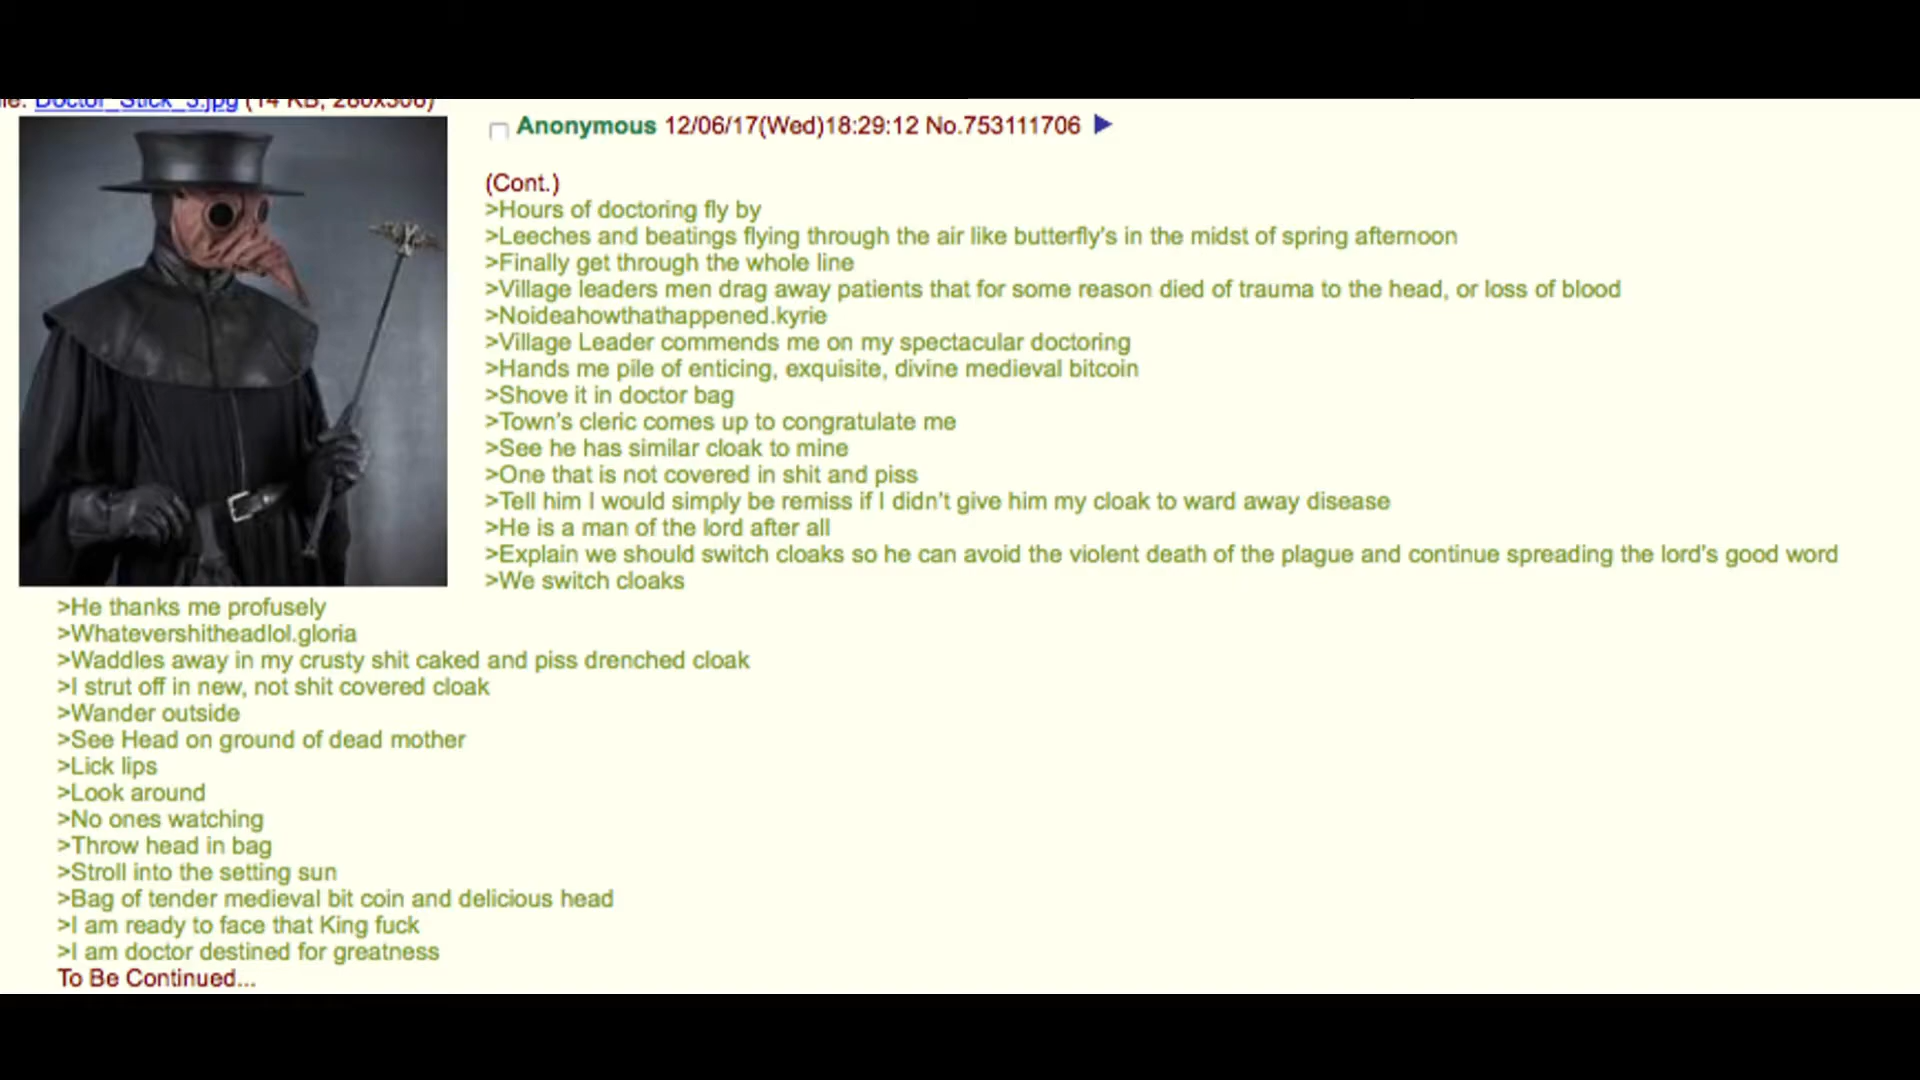 le: Doctor_Stick_3.jpg (14 KB, 280x306)
Anonymous 12/06/17(Wed)18:29:12 No.753111706
(Cont.)
>Hours of doctoring fly by
>Leeches and beatings flying through the air like butterfly's in the midst of spring afternoon
>Finally get through the whole line
>Village leaders men drag away patients that for some reason died of trauma to the head, or loss of blood
>Noideahowthathappened.kyrie
>Village Leader commends me on my spectacular doctoring
>Hands me pile of enticing, exquisite, divine medieval bitcoin
>Shove it in doctor bag
>Town's cleric comes up to congratulate me
>See he has similar cloak to mine
>One that is not covered in shit and piss
>Tell him I would simply be remiss if I didn't give him my cloak to ward away disease
>He is a man of the lord after all
>Explain we should switch cloaks so he can avoid the violent death of the plague and continue spreading the lord's good word
>We switch cloaks
>He thanks me profusely
>Whatevershitheadlol.gloria
>Waddles away in my crusty shit caked and piss drenched cloak
>I strut off in new, not shit covered cloak
>Wander outside
>See Head on ground of dead mother
>Lick lips
>Look around
>No ones watching
>Throw head in bag
>Stroll into the setting sun
>Bag of tender medieval bit coin and delicious head
>I am ready to face that King fuck
>I am doctor destined for greatness
To Be Continued...